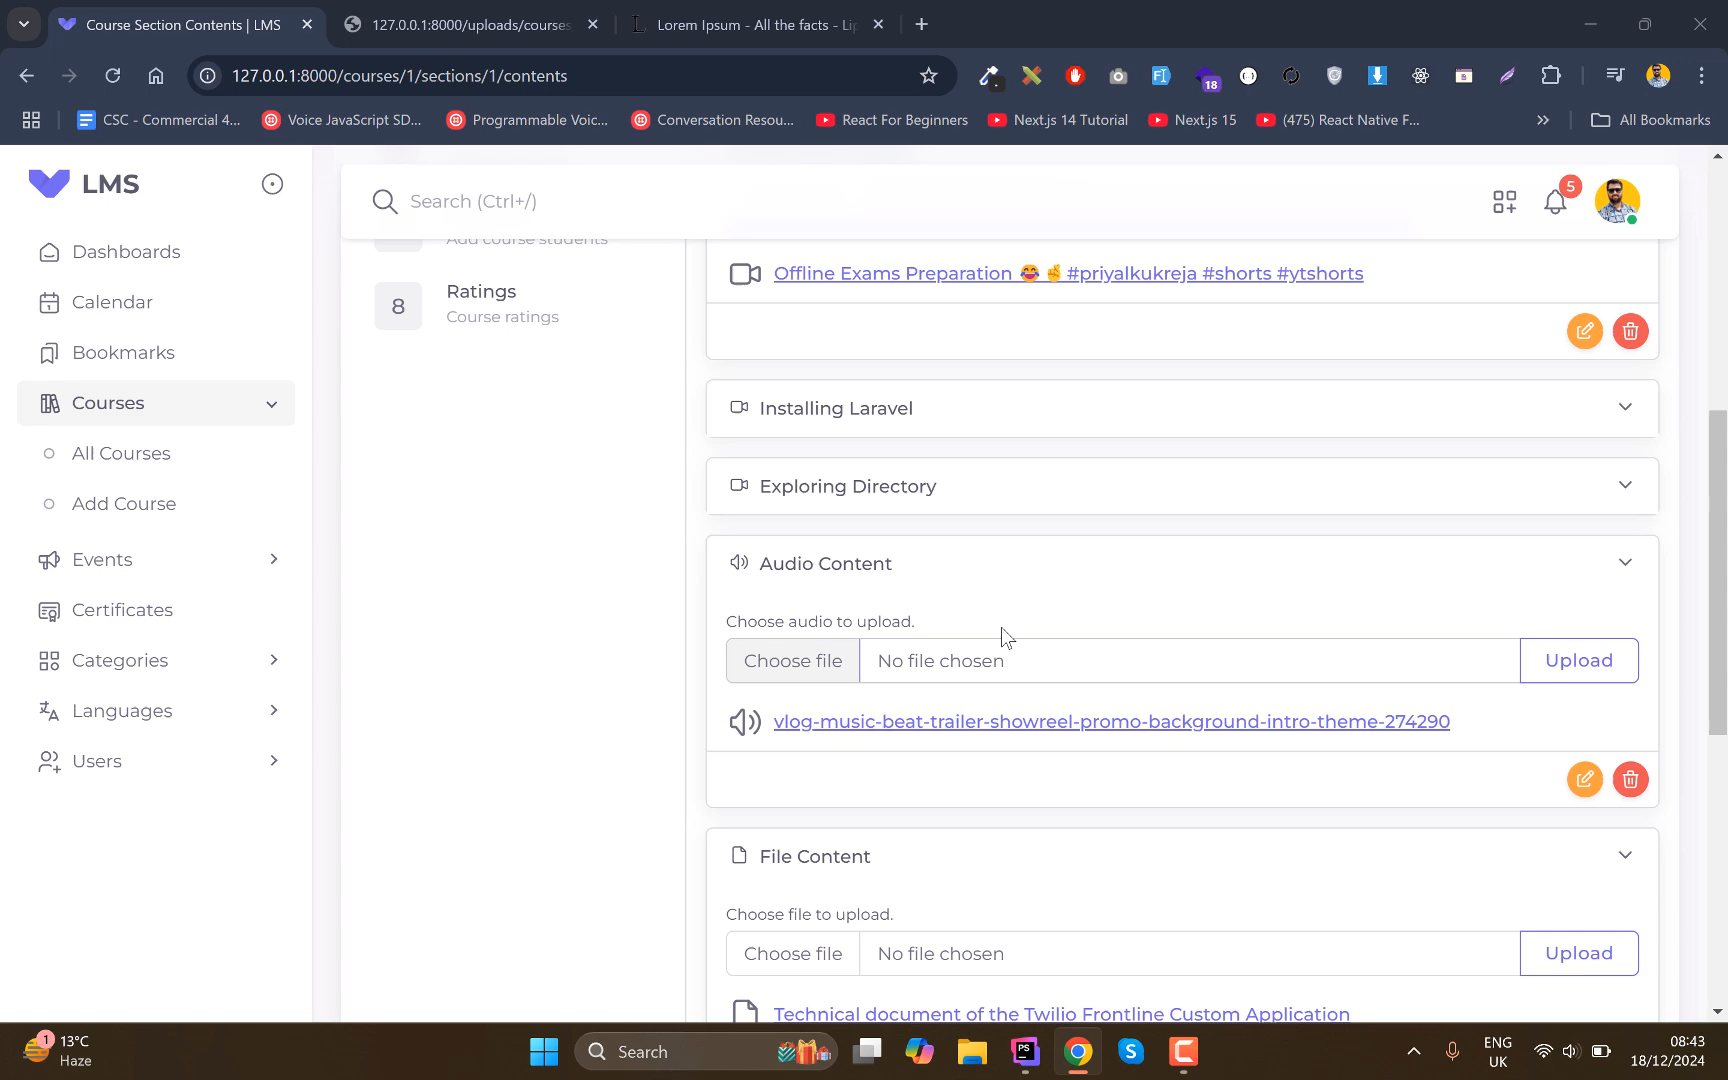 Course Section Contents | LMS
127.0.0.1:8000/uploads/courses
Lorem Ipsum - All the facts - Lip
127.0.0.1:8000/courses/1/sections/1/contents
18
CSC - Commercial 4...
Voice JavaScript SD...
Programmable Voic...
Conversation Resou...
React For Beginners
Next.js 14 Tutorial
Next.js 15
(475) React Native F...
All Bookmarks
LMS
Search (Ctrl+/)
5
Dashboards
Calendar
Bookmarks
Courses
All Courses
Add Course
Events
Certificates
Categories
Languages
Users
Add course students
8
Ratings
Course ratings
Offline Exams Preparation 😂🤞#priyalkukreja #shorts #ytshorts
Installing Laravel
Exploring Directory
Audio Content
Choose audio to upload.
Choose file
No file chosen
Upload
vlog-music-beat-trailer-showreel-promo-background-intro-theme-274290
File Content
Choose file to upload.
Choose file
No file chosen
Upload
Technical document of the Twilio Frontline Custom Application
1
13°C
Haze
Search
PS
ENG
UK
08:43
18/12/2024